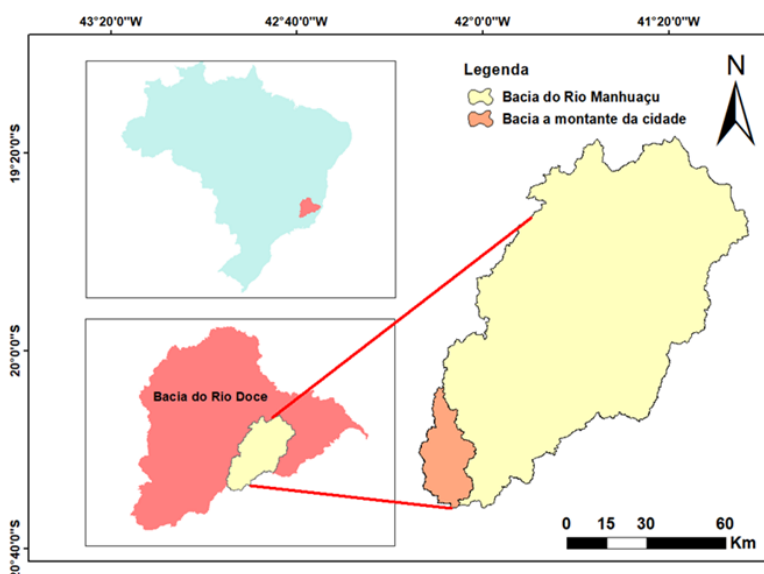 43°20'0"W
42°40'0"W
42°0'0"W
41°20'0"W
19°20'0"S
20°0'0"S
20°40'0"S
Legenda
Bacia do Rio Manhuaçu
Bacia a montante da cidade
N
Bacia do Rio Doce
0 15 30 60
Km